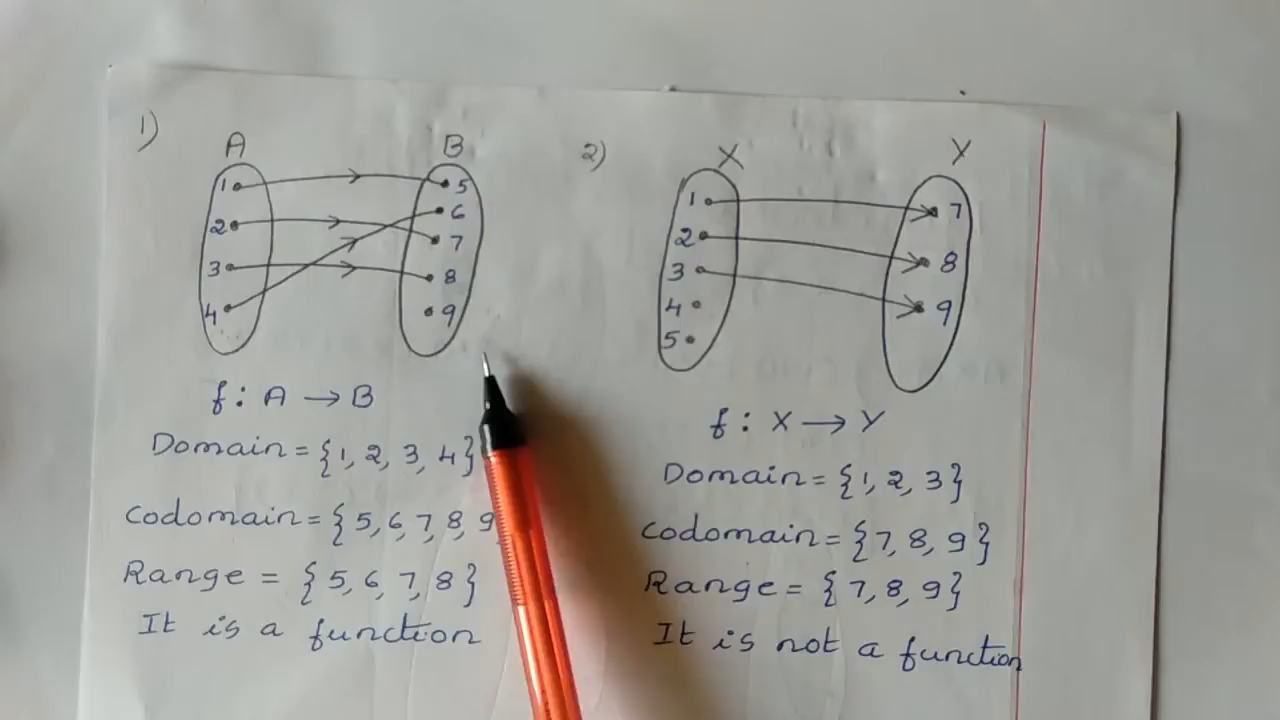 1)
A B
1 5
2 6
3 7
4 8
9
f: A → B
Domain = {1, 2, 3, 4}
Codomain = {5, 6, 7, 8, 9
Range = {5, 6, 7, 8}
It is a function
2)
X Y
1 7
2 8
3 9
4
5
f: X → Y
Domain = {1, 2, 3}
Codomain = {7, 8, 9}
Range = {7, 8, 9}
It is not a function